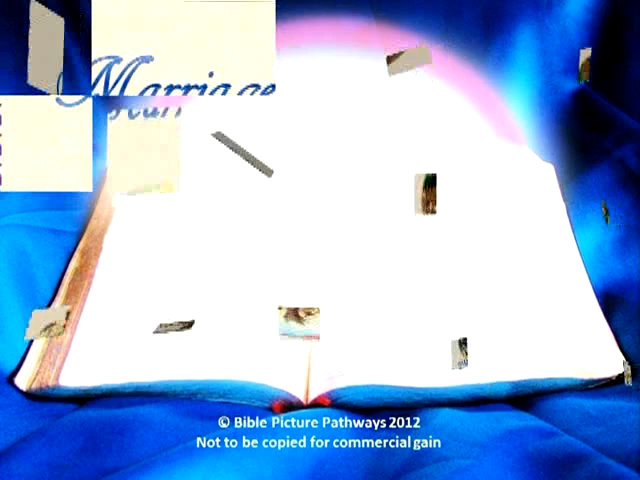 Marriage
© Bible Picture Pathways 2012
Not to be copied for commercial gain